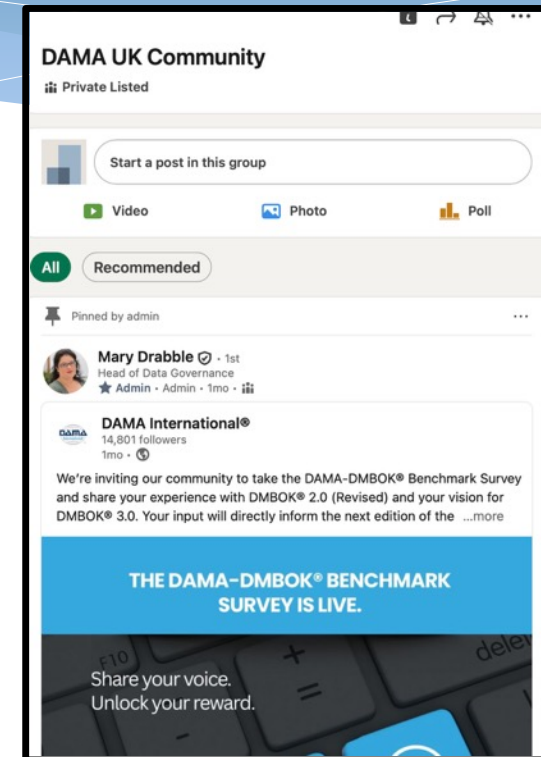 DAMA UK Community
Private Listed
Start a post in this group
Video
Photo
Poll
All
Recommended
Pinned by admin
...
Mary Drabble · 1st
Head of Data Governance
Admin · Admin · 1mo ·
DAMA
DAMA International®
14,801 followers
1mo ·
We're inviting our community to take the DAMA-DMBOK® Benchmark Survey
and share your experience with DMBOK® 2.0 (Revised) and your vision for
DMBOK® 3.0. Your input will directly inform the next edition of the ...more
THE DAMA-DMBOK® BENCHMARK
SURVEY IS LIVE.
F10
delete
Share your voice.
Unlock your reward.